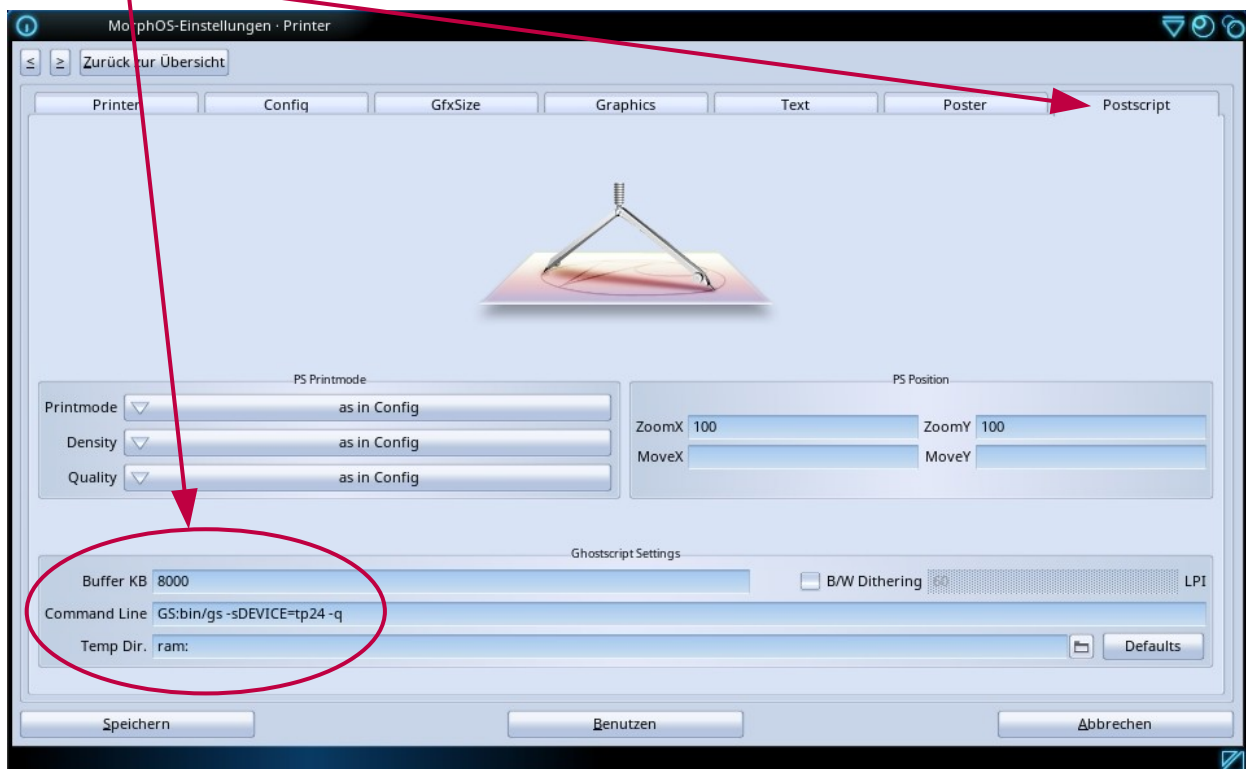 MorphOS-Einstellungen · Printer
≤ ≥ Zurück zur Übersicht
Printer Config GfxSize Graphics Text Poster Postscript
PS Printmode
Printmode as in Config
Density as in Config
Quality as in Config
PS Position
ZoomX 100 ZoomY 100
MoveX MoveY
Ghostscript Settings
Buffer KB 8000 B/W Dithering 60 LPI
Command Line GS:bin/gs -sDEVICE=tp24 -q
Temp Dir. ram: Defaults
Speichern Benutzen Abbrechen